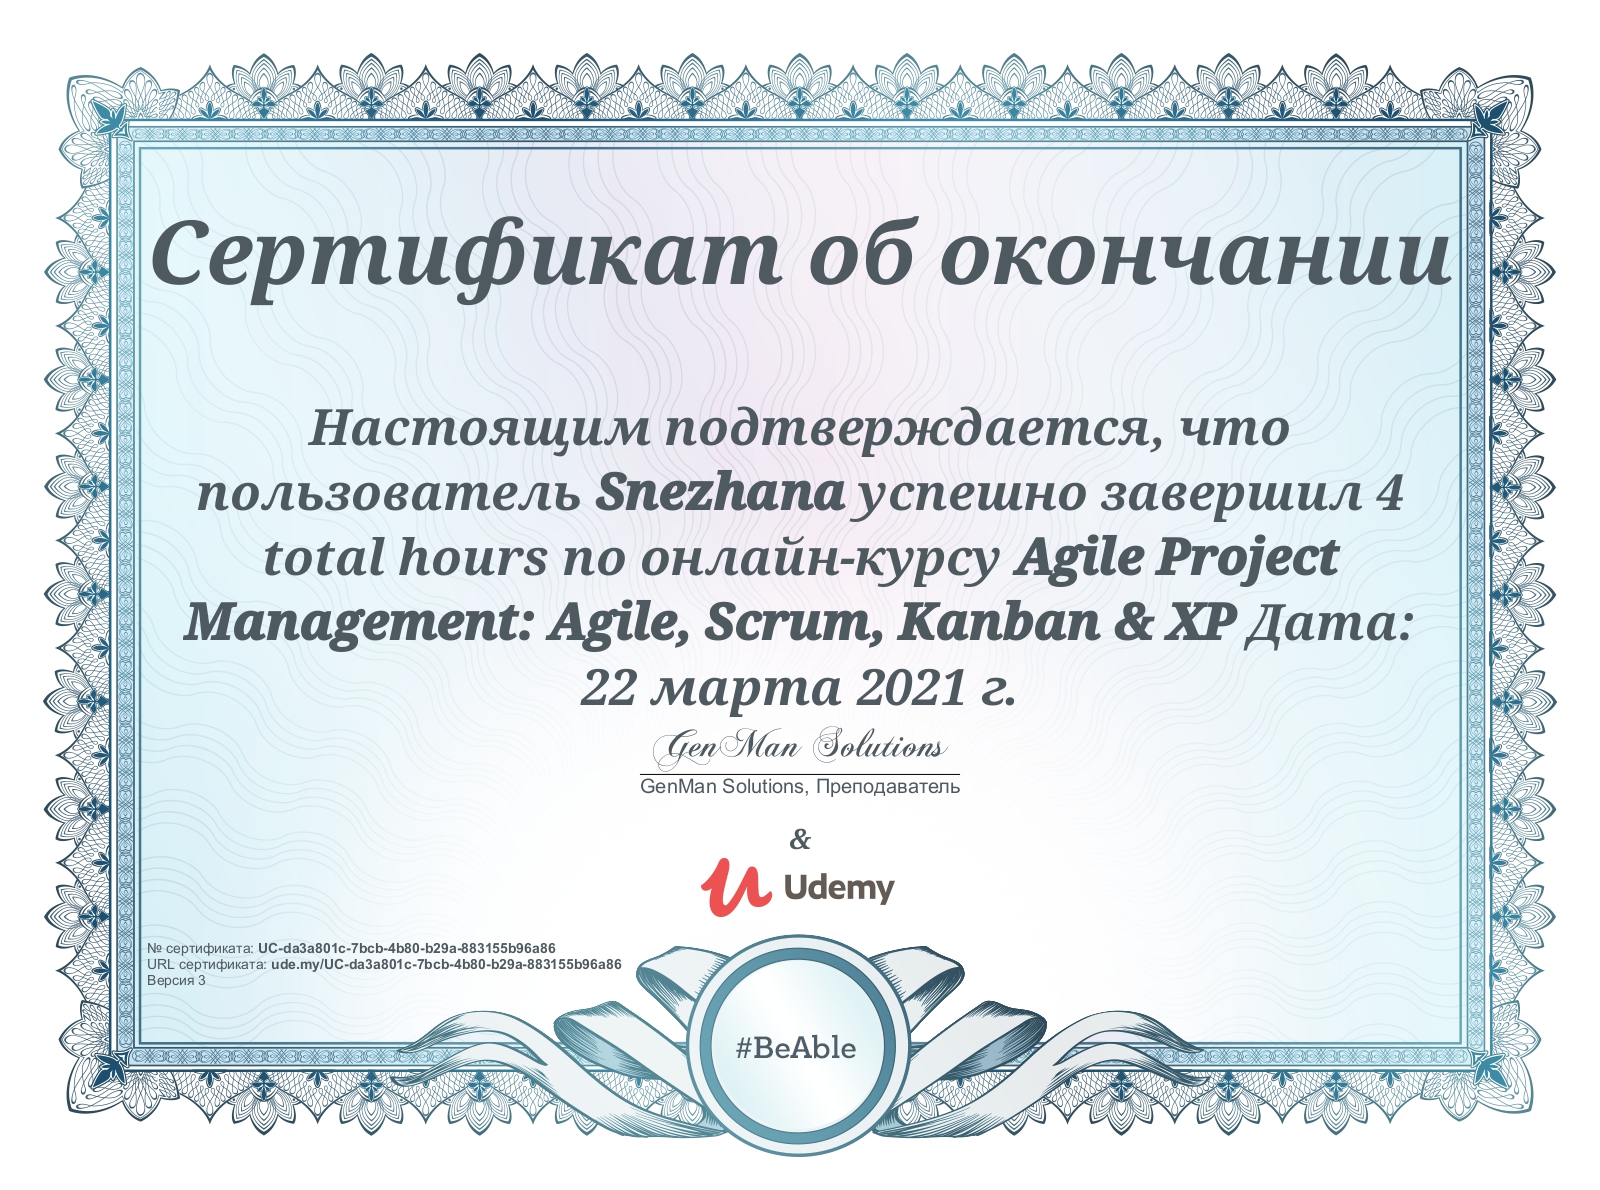 Сертификат об окончании
Настоящим подтверждается, что
пользователь Snezhana успешно завершил 4
total hours по онлайн-курсу Agile Project
Management: Agile, Scrum, Kanban & XP Дата:
22 марта 2021 г.
GenMan Solutions
GenMan Solutions, Преподаватель
&
Udemy
№ сертификата: UC-da3a801c-7bcb-4b80-b29a-883155b96a86
URL сертификата: ude.my/UC-da3a801c-7bcb-4b80-b29a-883155b96a86
Версия 3
#BeAble